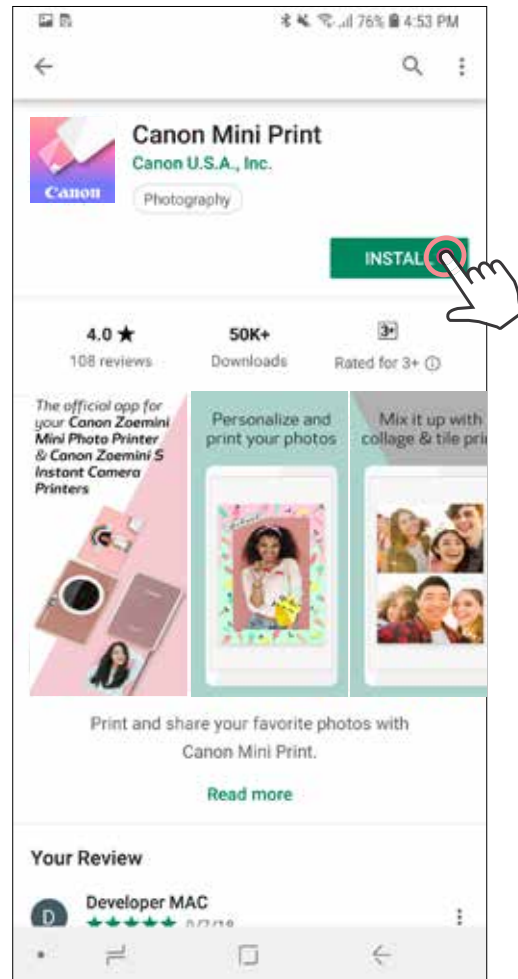 76% 4:53 PM
Canon Mini Print
Canon U.S.A., Inc.
Canon
Photography
INSTALL
4.0 ★
50K+
3+
108 reviews
Downloads
Rated for 3+
The official app for
your Canon Zoemini
Mini Photo Printer
& Canon Zoemini S
Instant Camera
Printers
Personalize and
print your photos
Mix it up with
collage & tile pri
Print and share your favorite photos with
Canon Mini Print.
Read more
Your Review
D
Developer MAC